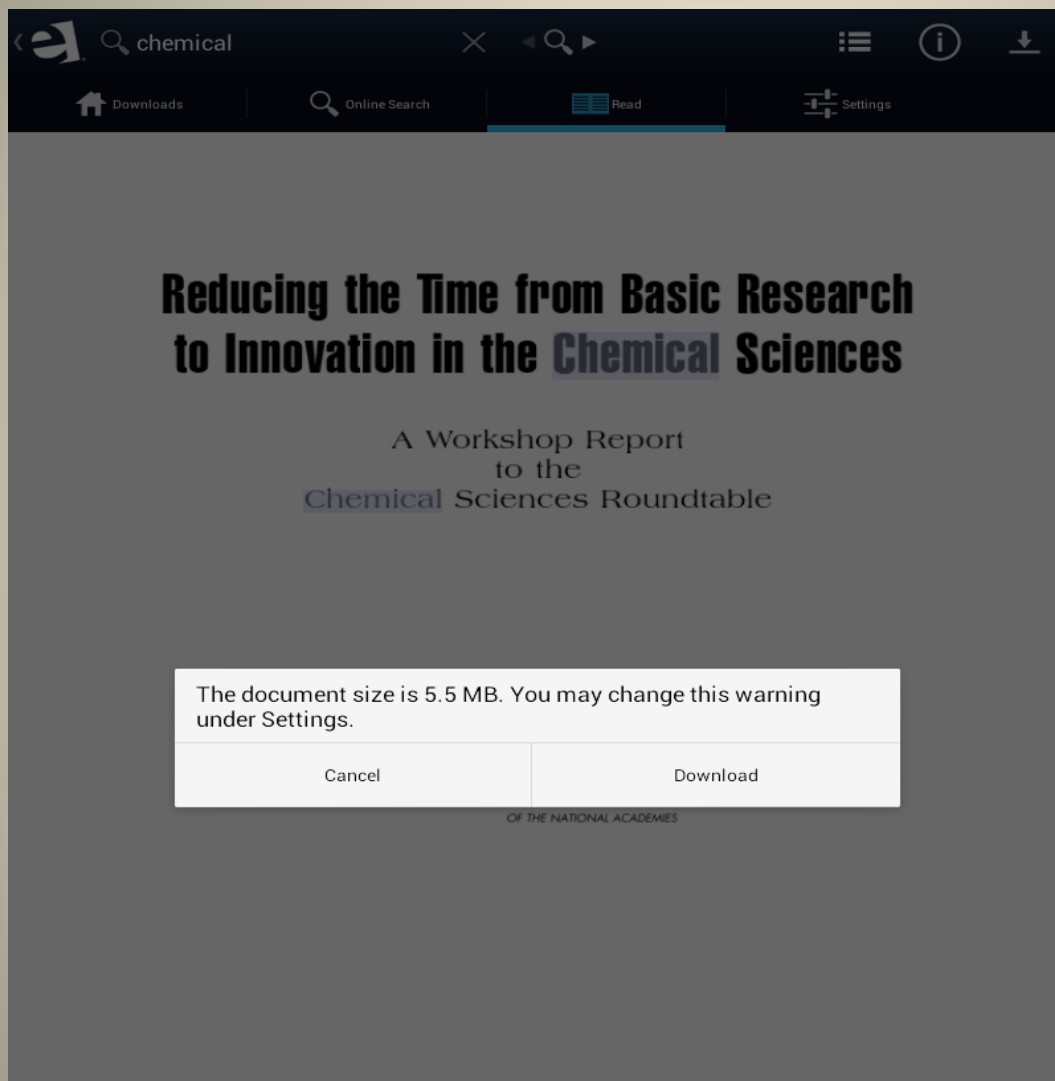 chemical
Downloads
Online Search
Read
Settings
Reducing the Time from Basic Research
to Innovation in the Chemical Sciences
A Workshop Report
to the
Chemical Sciences Roundtable
The document size is 5.5 MB. You may change this warning
under Settings.
Cancel
Download
OF THE NATIONAL ACADEMIES